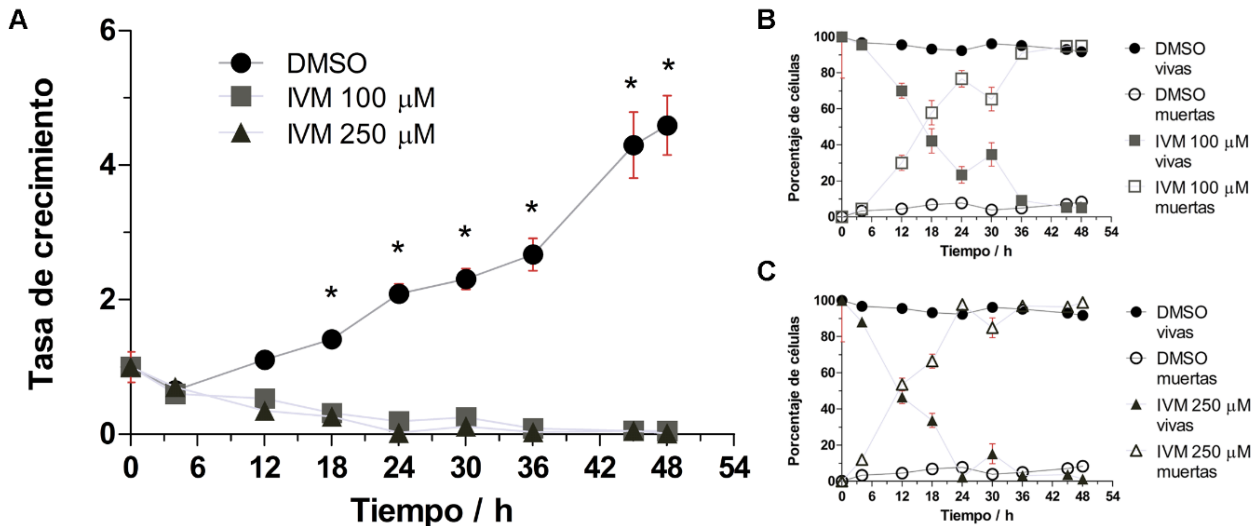 A
Tasa de crecimiento
6
4
2
0
DMSO
IVM 100 μM
IVM 250 μM
*
*
*
*
*
*
0 6 12 18 24 30 36 42 48 54
Tiempo / h
B
Porcentaje de células
100
80
60
40
20
0
0 6 12 18 24 30 36 42 48 54
Tiempo / h
DMSO
vivas
DMSO
muertas
IVM 100 μM
vivas
IVM 100 μM
muertas
C
Porcentaje de células
100
80
60
40
20
0
0 6 12 18 24 30 36 42 48 54
Tiempo / h
DMSO
vivas
DMSO
muertas
IVM 250 μM
vivas
IVM 250 μM
muertas